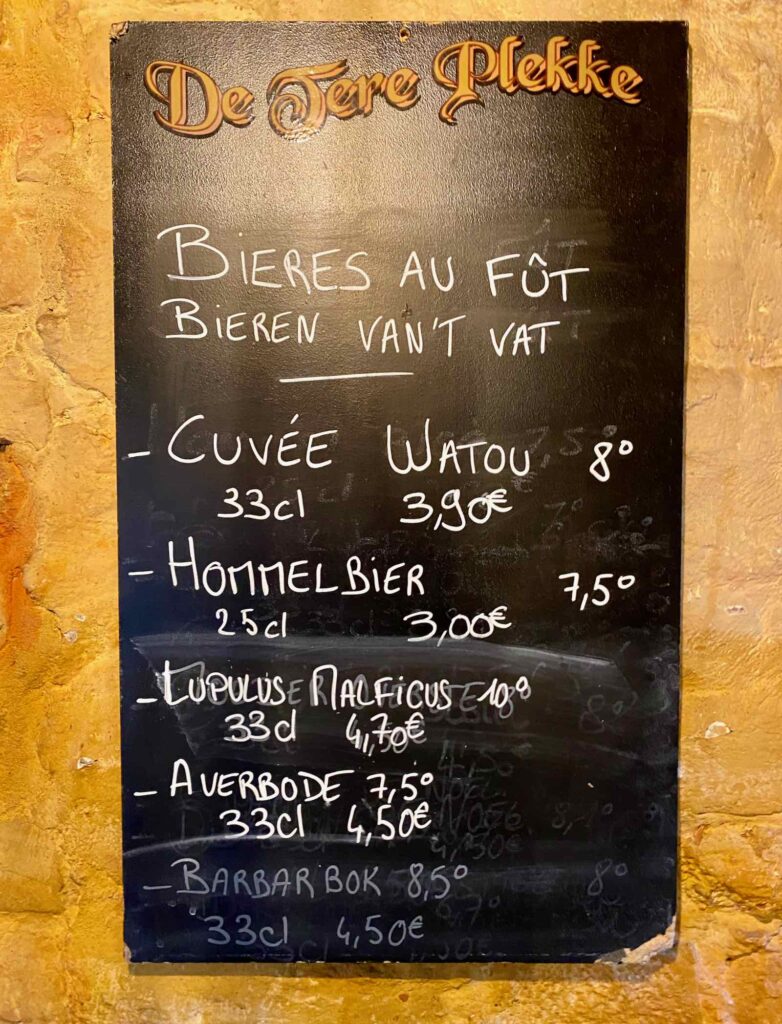 De Tere Plekke
BIERES AU FÛT
BIEREN VAN'T VAT
- CUVÉE WATOU 8°
33cl 3,90€
- HOMMELBIER 7,5°
25cl 3,00€
- LUPULUS MALFICUS 10°
33cl 4,70€
- AVERBODE 7,5°
33cl 4,50€
- BARBAR BOK 8,5°
33cl 4,50€